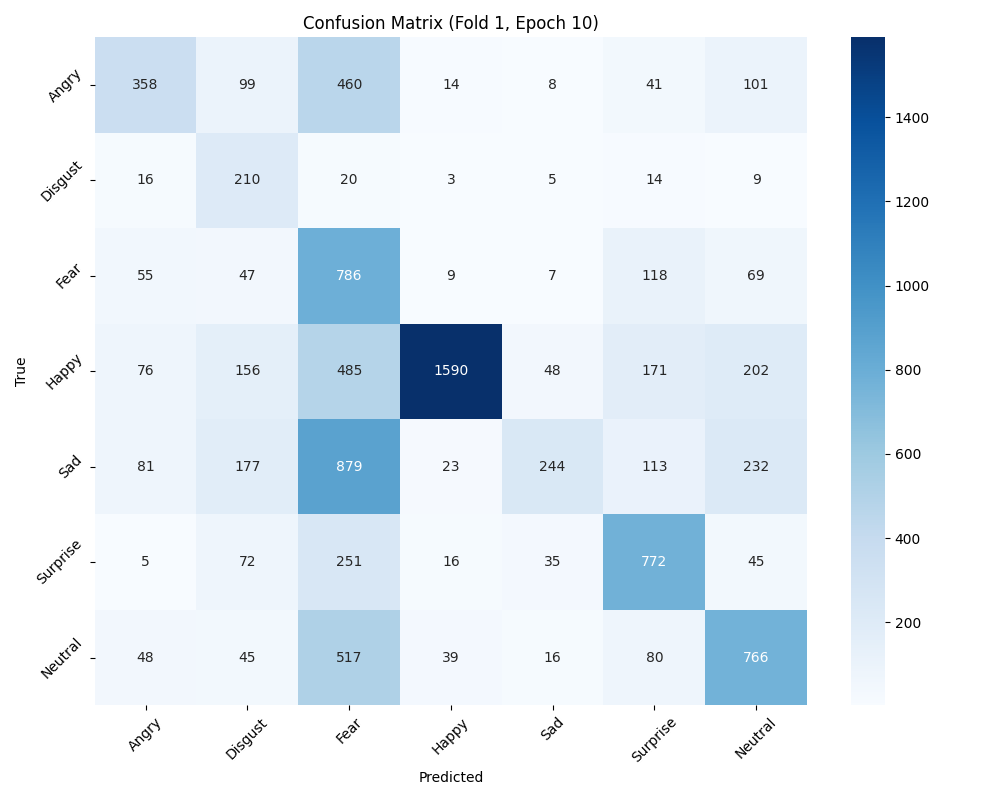 Confusion Matrix (Fold 1, Epoch 10)
True
Angry 358 99 460 14 8 41 101
Disgust 16 210 20 3 5 14 9
Fear 55 47 786 9 7 118 69
Happy 76 156 485 1590 48 171 202
Sad 81 177 879 23 244 113 232
Surprise 5 72 251 16 35 772 45
Neutral 48 45 517 39 16 80 766
Angry Disgust Fear Happy Sad Surprise Neutral
Predicted
1400
1200
1000
800
600
400
200